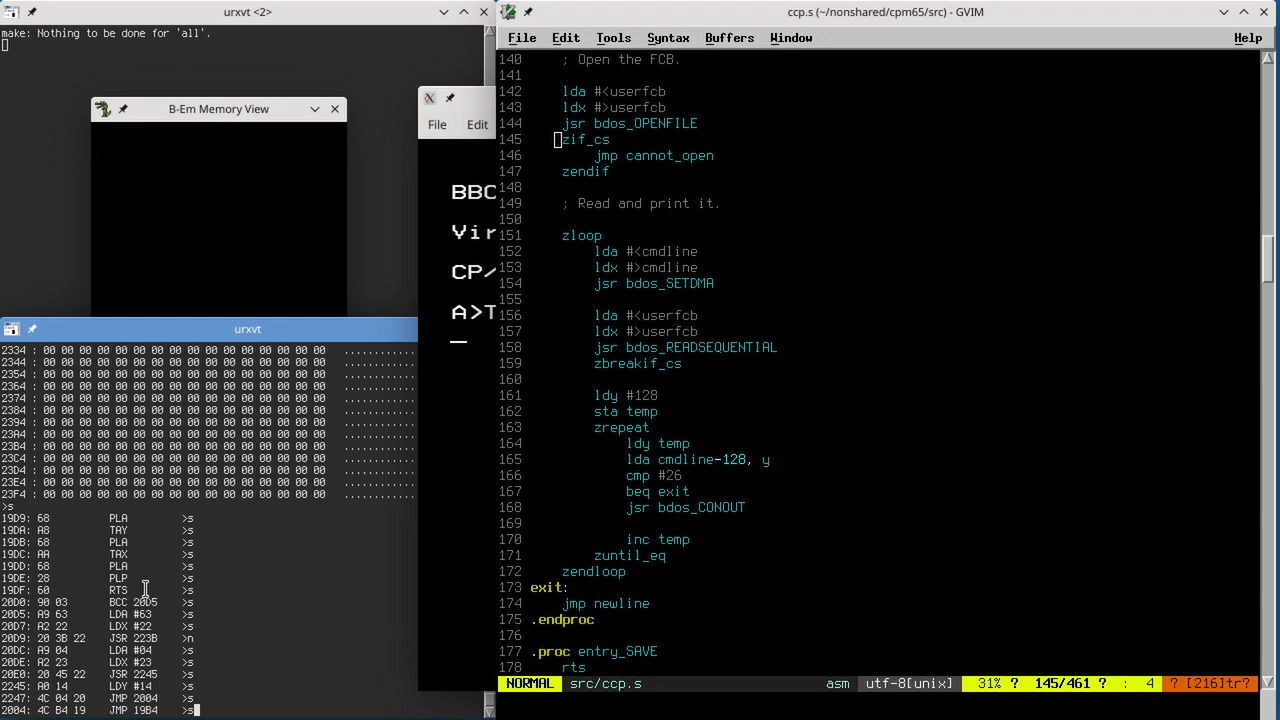 urxvt <2>
make: Nothing to be done for 'all'.
B-Em Memory View
File Edit
BBC
Vir
CP/
A>T
urxvt
2334 : 00 00 00 00 00 00 00 00 00 00 00 00 00 00 00 00 ............
2344 : 00 00 00 00 00 00 00 00 00 00 00 00 00 00 00 00 ............
2354 : 00 00 00 00 00 00 00 00 00 00 00 00 00 00 00 00 ............
2354 : 00 00 00 00 00 00 00 00 00 00 00 00 00 00 00 00 ............
2374 : 00 00 00 00 00 00 00 00 00 00 00 00 00 00 00 00 ............
2384 : 00 00 00 00 00 00 00 00 00 00 00 00 00 00 00 00 ............
2394 : 00 00 00 00 00 00 00 00 00 00 00 00 00 00 00 00 ............
23A4 : 00 00 00 00 00 00 00 00 00 00 00 00 00 00 00 00 ............
23B4 : 00 00 00 00 00 00 00 00 00 00 00 00 00 00 00 00 ............
23C4 : 00 00 00 00 00 00 00 00 00 00 00 00 00 00 00 00 ............
23D4 : 00 00 00 00 00 00 00 00 00 00 00 00 00 00 00 00 ............
23E4 : 00 00 00 00 00 00 00 00 00 00 00 00 00 00 00 00 ............
23F4 : 00 00 00 00 00 00 00 00 00 00 00 00 00 00 00 00 ............
>s
19D9: 68 PLA >s
19DA: A8 TAY >s
19DB: 68 PLA >s
19DC: AA TAX >s
19DD: 68 PLA >s
19DE: 28 PLP >s
19DF: 60 RTS >s
20D0: 90 03 BCC 20D5 >s
20D5: A9 63 LDA #63 >s
20D7: A2 22 LDX #22 >s
20D9: 20 3B 22 JSR 223B >n
20DC: A9 04 LDA #04 >s
20DE: A2 23 LDX #23 >s
20E0: 20 45 22 JSR 2245 >s
2245: A0 14 LDY #14 >s
2247: 4C 04 20 JMP 2004 >s
2004: 4C B4 19 JMP 19B4 >s
ccp.s (~/nonshared/cpm65/src) - GVIM
File Edit Tools Syntax Buffers Window Help
140 ; Open the FCB.
141
142 lda #<userfcb
143 ldx #>userfcb
144 jsr bdos_OPENFILE
145 zif_cs
146 jmp cannot_open
147 zendif
148
149 ; Read and print it.
150
151 zloop
152 lda #<cmdline
153 ldx #>cmdline
154 jsr bdos_SETDMA
155
156 lda #<userfcb
157 ldx #>userfcb
158 jsr bdos_READSEQUENTIAL
159 zbreakif_cs
160
161 ldy #128
162 sta temp
163 zrepeat
164 ldy temp
165 lda cmdline-128, y
166 cmp #26
167 beq exit
168 jsr bdos_CONOUT
169
170 inc temp
171 zuntil_eq
172 zendloop
173 exit:
174 jmp newline
175 .endproc
176
177 .proc entry_SAVE
178 rts
NORMAL src/ccp.s asm utf-8[unix] 31% ? 145/461 ? : 4 ? [216]tr?